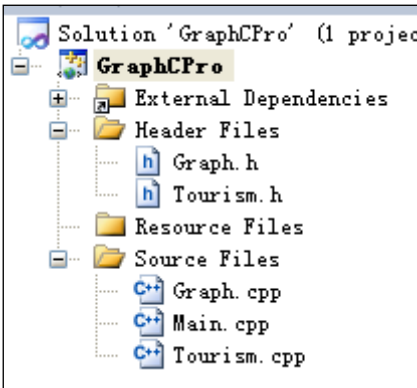 Solution 'GraphCPro' (1 projec
GraphCPro
External Dependencies
Header Files
Graph.h
Tourism.h
Resource Files
Source Files
Graph.cpp
Main.cpp
Tourism.cpp